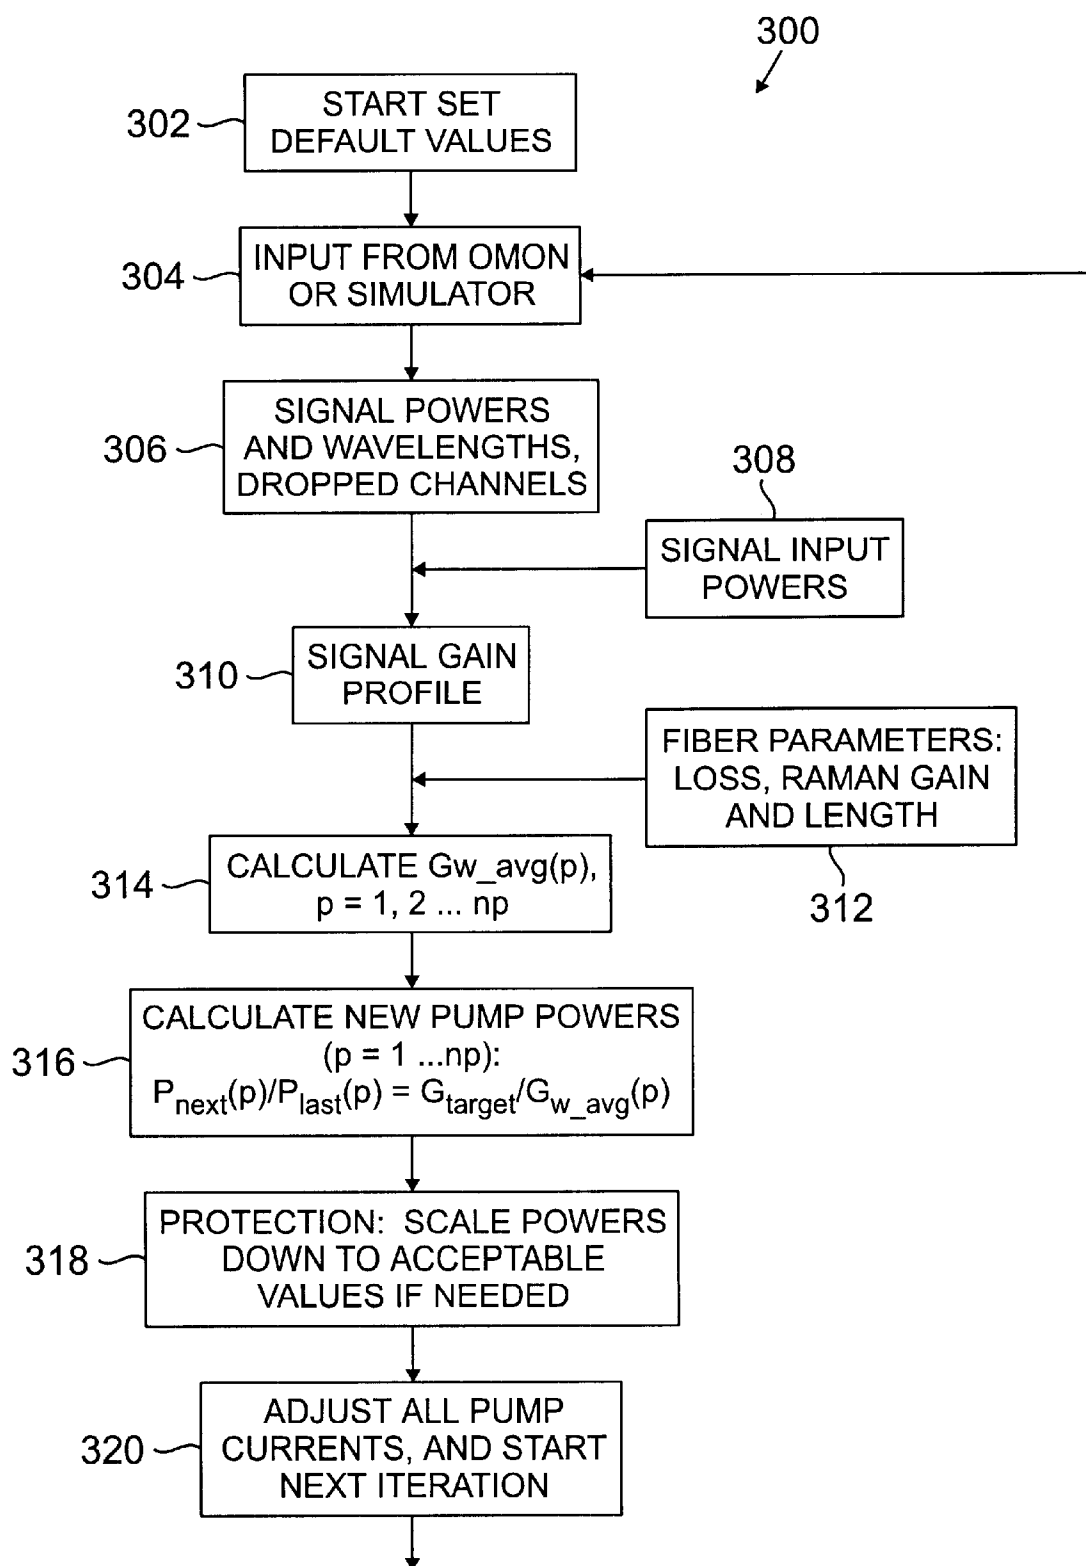 300
302
START SET
DEFAULT VALUES
304
INPUT FROM OMON
OR SIMULATOR
306
SIGNAL POWERS
AND WAVELENGTHS,
DROPPED CHANNELS
308
SIGNAL INPUT
POWERS
310
SIGNAL GAIN
PROFILE
FIBER PARAMETERS:
LOSS, RAMAN GAIN
AND LENGTH
312
314
CALCULATE Gw_avg(p),
p = 1, 2 ... np
316
CALCULATE NEW PUMP POWERS
(p = 1 ...np):
Pnext(p)/Plast(p) = Gtarget/Gw_avg(p)
318
PROTECTION: SCALE POWERS
DOWN TO ACCEPTABLE
VALUES IF NEEDED
320
ADJUST ALL PUMP
CURRENTS, AND START
NEXT ITERATION